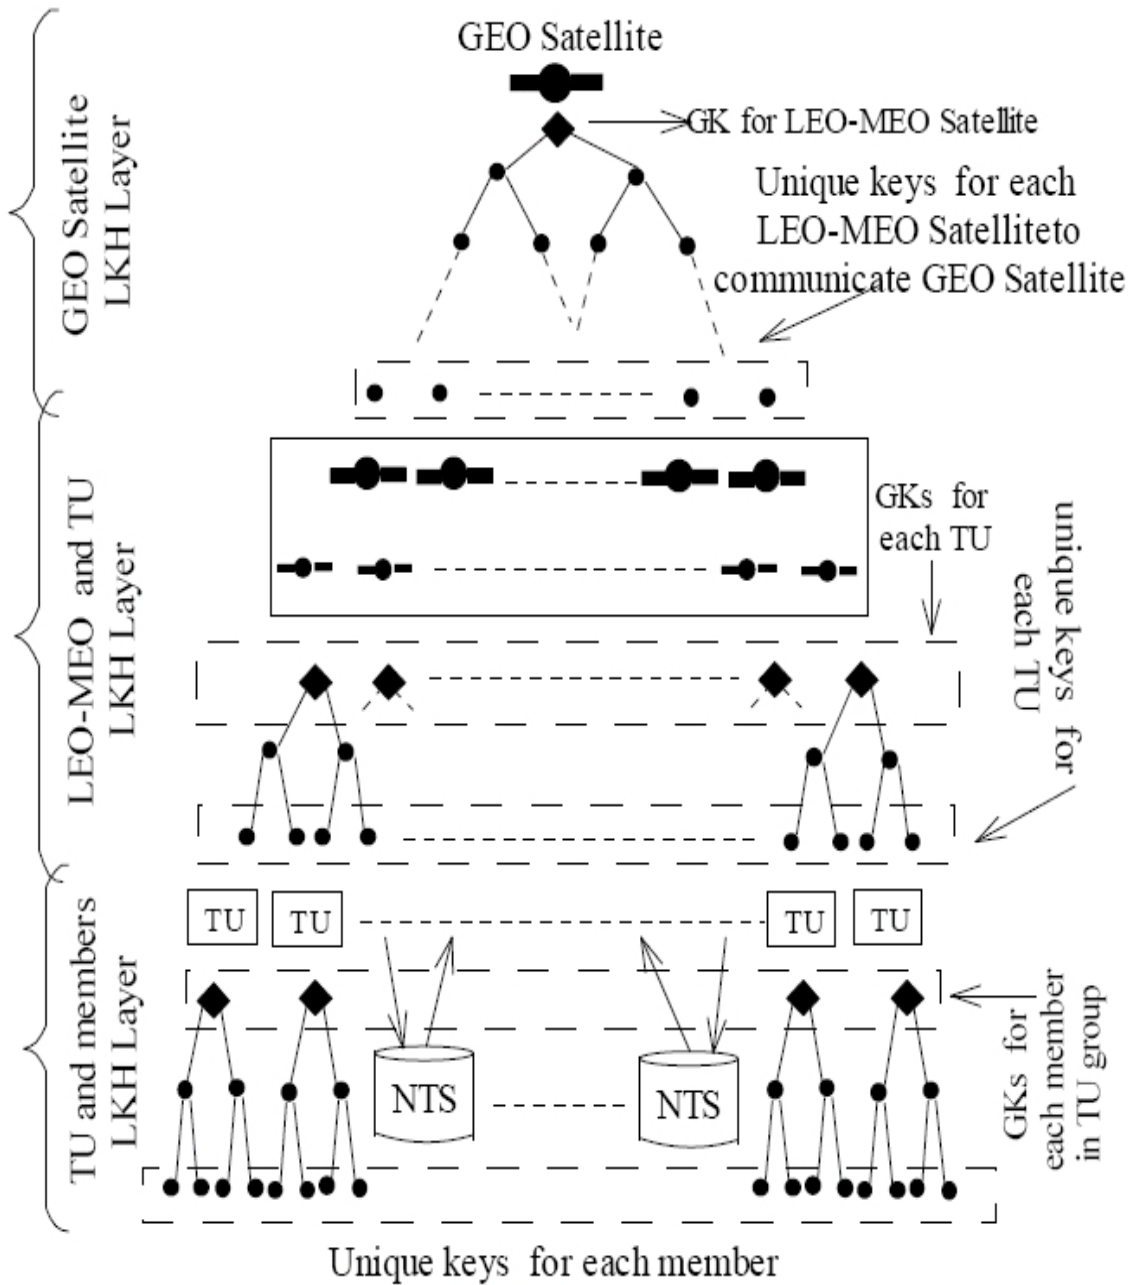 GEO Satellite
GK for LEO-MEO Satellite
Unique keys for each
LEO-MEO Satelliteto
communicate GEO Satellite
GEO Satellite
LKH Layer
GKs for
each TU
unique keys for
each TU
LEO-MEO and TU
LKH Layer
TU TU TU TU
NTS NTS
GKs for
each member
in TU group
TU and members
LKH Layer
Unique keys for each member